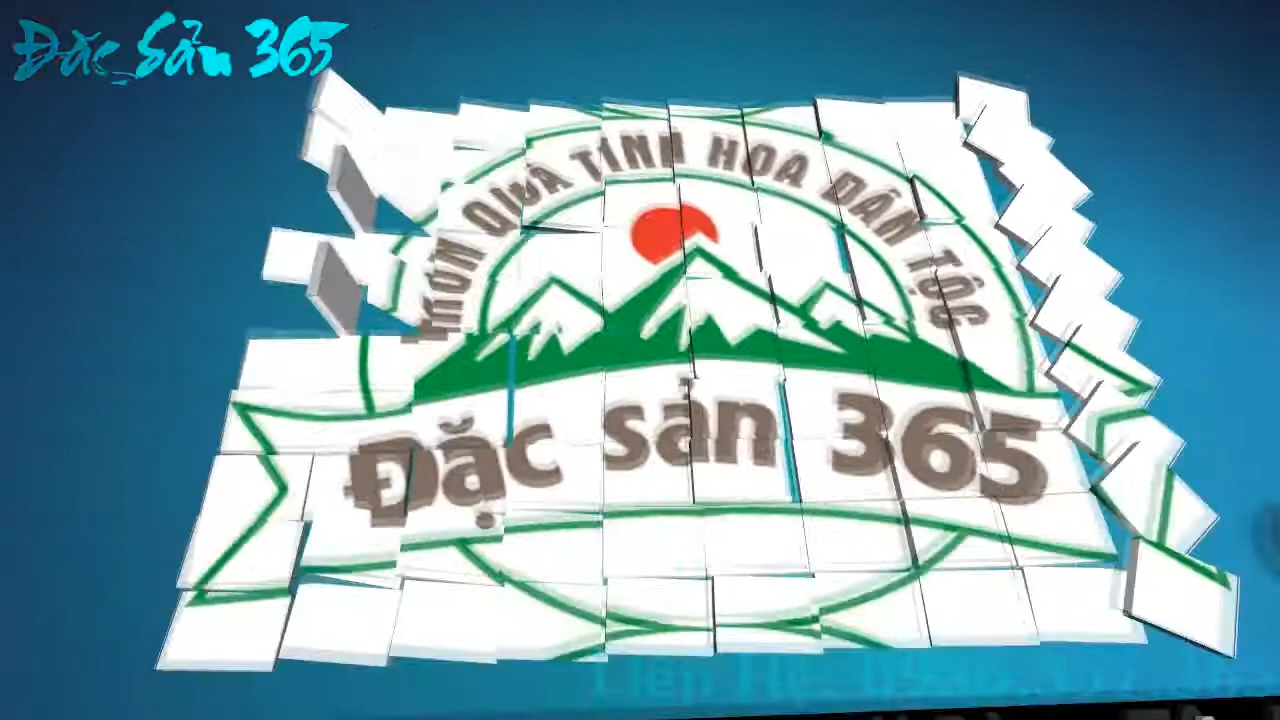 Đặc Sản 365
MÓN QUÀ TINH HOA DÂN TỘC
Đặc sản 365